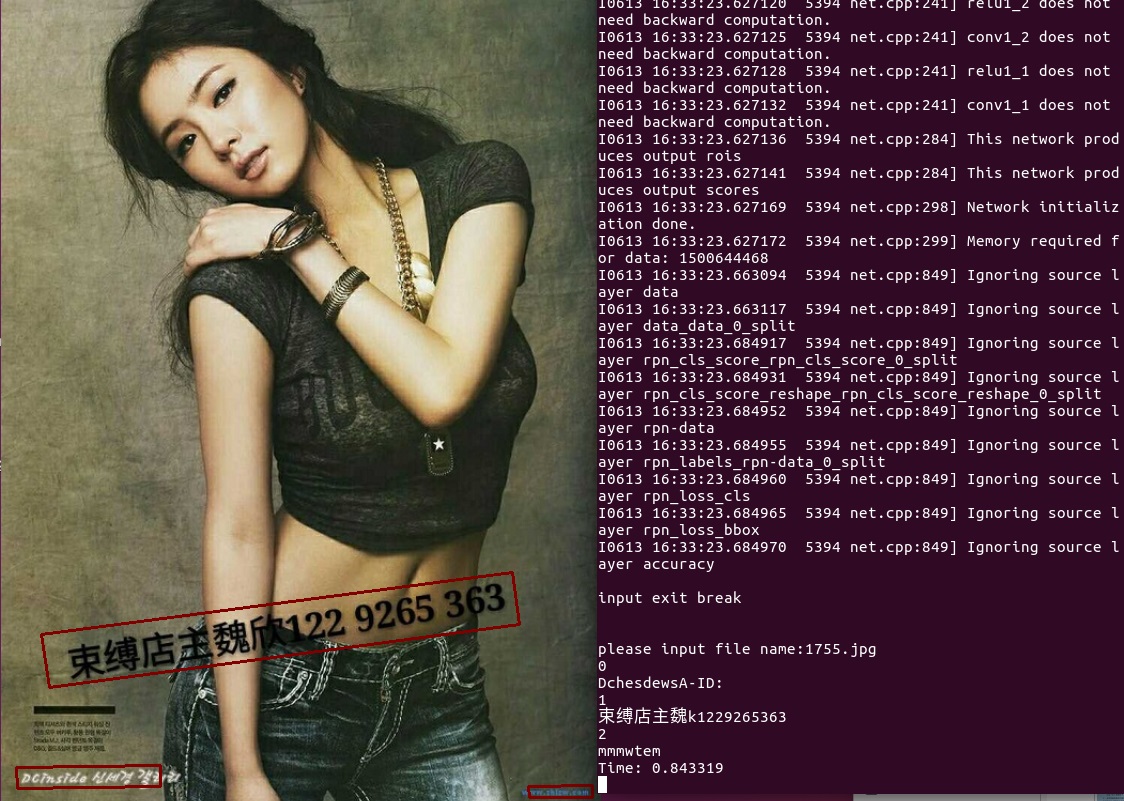 束缚店主魏欣122 9265 363
DCinside 신세경 갤러리
I0613 16:33:23.627120  5394 net.cpp:241] relu1_2 does not
need backward computation.
I0613 16:33:23.627125  5394 net.cpp:241] conv1_2 does not
need backward computation.
I0613 16:33:23.627128  5394 net.cpp:241] relu1_1 does not
need backward computation.
I0613 16:33:23.627132  5394 net.cpp:241] conv1_1 does not
need backward computation.
I0613 16:33:23.627136  5394 net.cpp:284] This network prod
uces output rois
I0613 16:33:23.627141  5394 net.cpp:284] This network prod
uces output scores
I0613 16:33:23.627169  5394 net.cpp:298] Network initializ
ation done.
I0613 16:33:23.627172  5394 net.cpp:299] Memory required f
or data: 1500644468
I0613 16:33:23.663094  5394 net.cpp:849] Ignoring source l
ayer data
I0613 16:33:23.663117  5394 net.cpp:849] Ignoring source l
ayer data_data_0_split
I0613 16:33:23.684917  5394 net.cpp:849] Ignoring source l
ayer rpn_cls_score_rpn_cls_score_0_split
I0613 16:33:23.684931  5394 net.cpp:849] Ignoring source l
ayer rpn_cls_score_reshape_rpn_cls_score_reshape_0_split
I0613 16:33:23.684952  5394 net.cpp:849] Ignoring source l
ayer rpn-data
I0613 16:33:23.684955  5394 net.cpp:849] Ignoring source l
ayer rpn_labels_rpn-data_0_split
I0613 16:33:23.684960  5394 net.cpp:849] Ignoring source l
ayer rpn_loss_cls
I0613 16:33:23.684965  5394 net.cpp:849] Ignoring source l
ayer rpn_loss_bbox
I0613 16:33:23.684970  5394 net.cpp:849] Ignoring source l
ayer accuracy
input exit break
please input file name:1755.jpg
0
DchesdewsA-ID:
1
束缚店主魏k1229265363
2
mmmwtem
Time: 0.843319